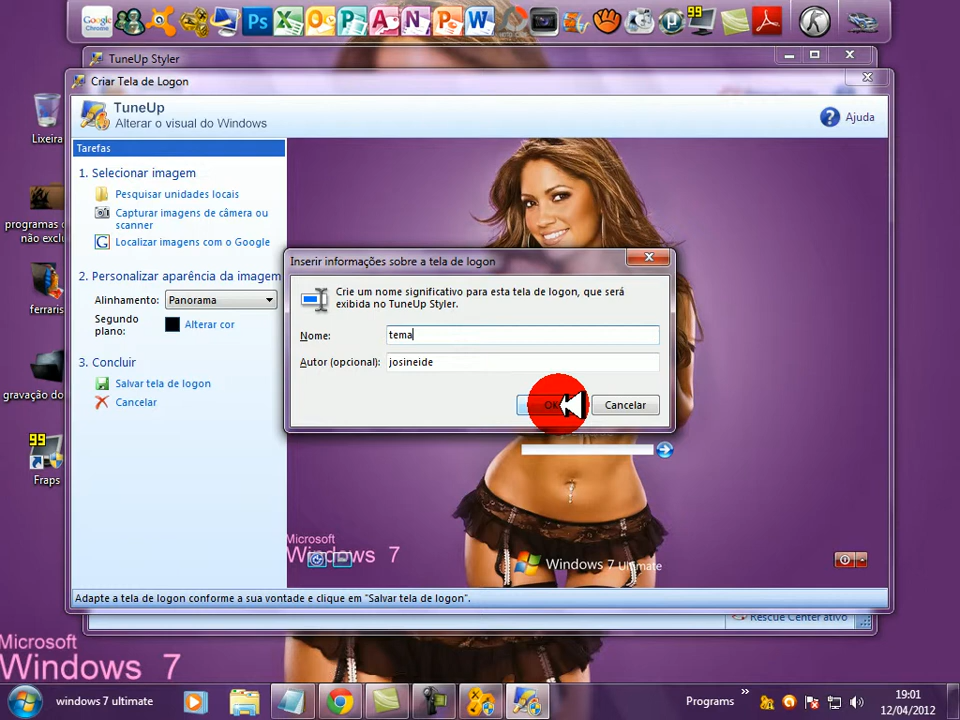 Google
99
TuneUp Styler
Criar Tela de Logon
TuneUp
Alterar o visual do Windows
Ajuda
Tarefas
1. Selecionar imagem
Pesquisar unidades locais
Capturar imagens de câmera ou
scanner
Localizar imagens com o Google
2. Personalizar aparência da imagem
Alinhamento: Panorama
Segundo
plano:
Alterar cor
3. Concluir
Salvar tela de logon
Cancelar
Inserir informações sobre a tela de logon
Crie um nome significativo para esta tela de logon, que será
exibida no TuneUp Styler.
Nome: tema
Autor (opcional): josineide
OK
Cancelar
Microsoft
Windows 7
Windows 7 Ultimate
Adapte a tela de logon conforme a sua vontade e clique em "Salvar tela de logon".
Rescue Center ativo
Lixeira
programas
não
ferraris
gravação do
99
Fraps
Microsoft
Windows 7
windows 7 ultimate
Programs
19:01
12/04/2012